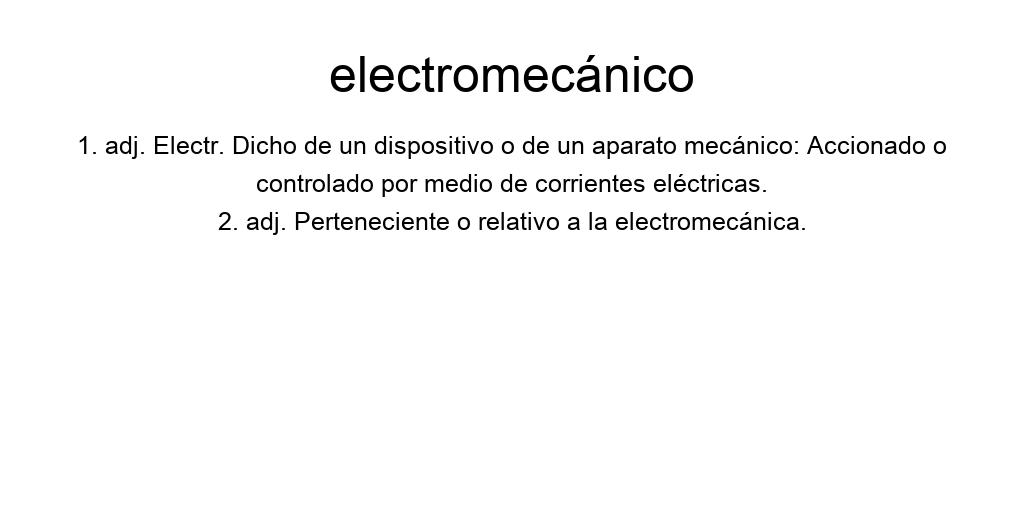 electromecánico
1. adj. Electr. Dicho de un dispositivo o de un aparato mecánico: Accionado o
controlado por medio de corrientes eléctricas.
2. adj. Perteneciente o relativo a la electromecánica.